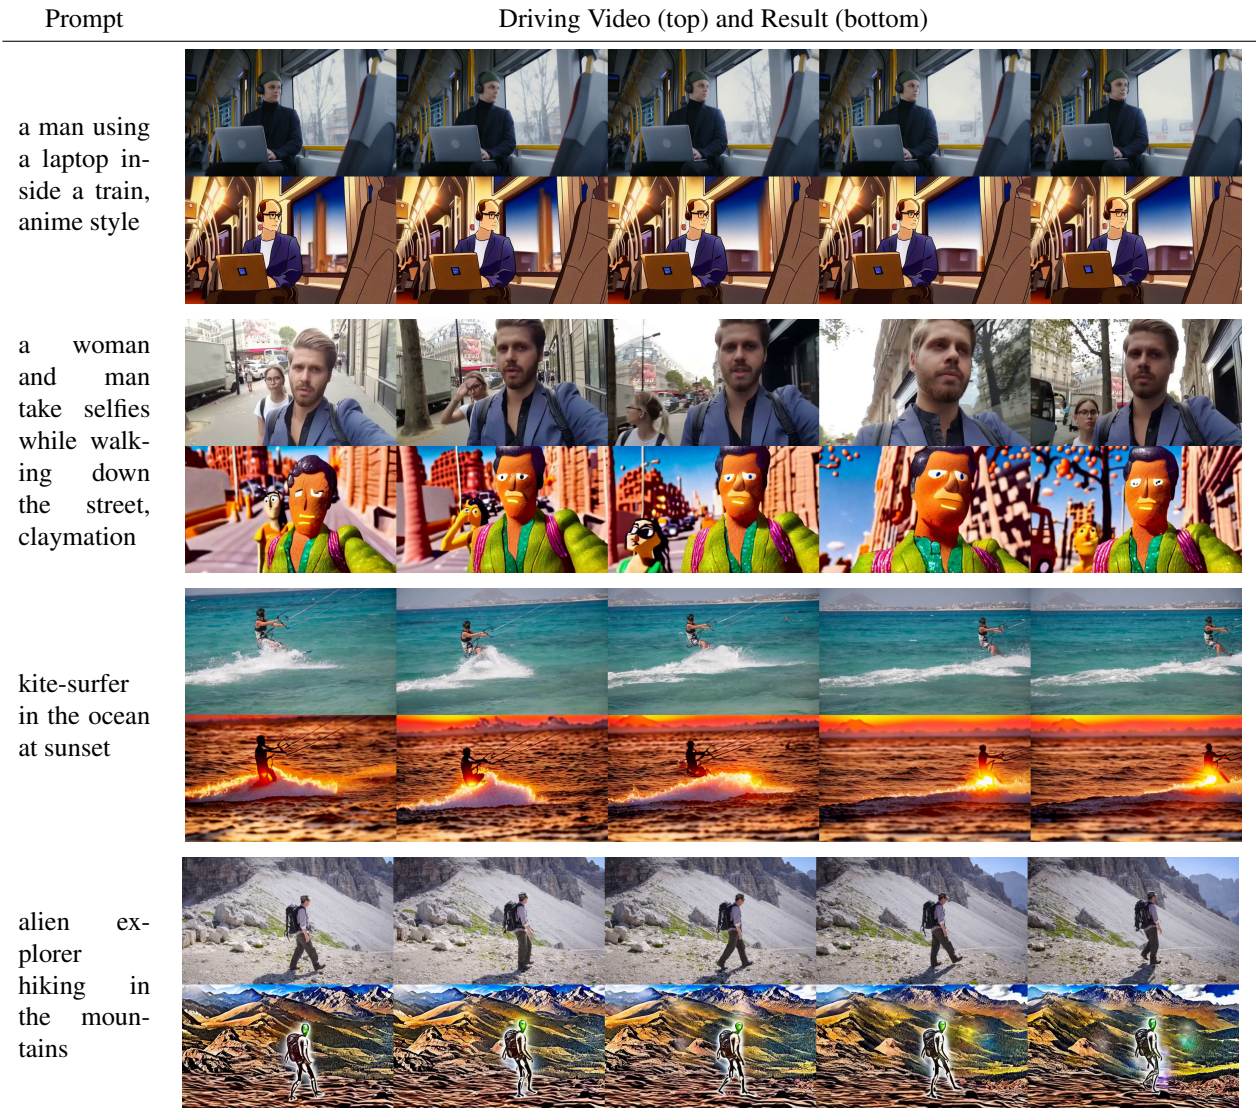 Prompt
Driving Video (top) and Result (bottom)
a man using
a laptop in-
side a train,
anime style
a woman
and man
take selfies
while walk-
ing down
the street,
claymation
kite-surfer
in the ocean
at sunset
alien ex-
plorer
hiking in
the moun-
tains